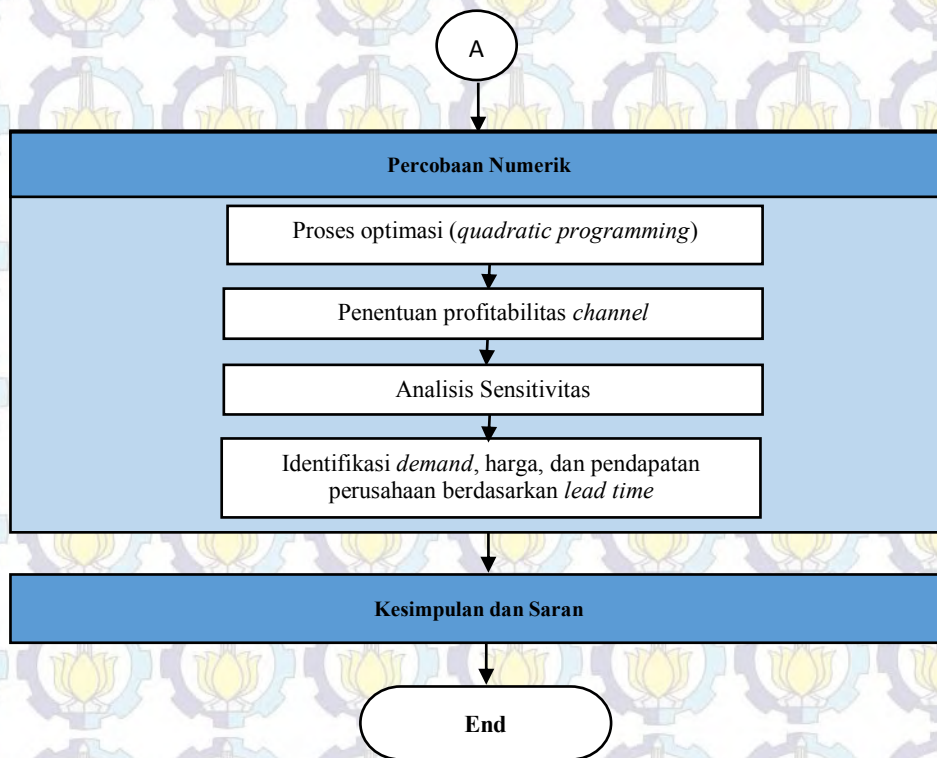 A
Percobaan Numerik
Proses optimasi (quadratic programming)
Penentuan profitabilitas channel
Analisis Sensitivitas
Identifikasi demand, harga, dan pendapatan
perusahaan berdasarkan lead time
Kesimpulan dan Saran
End